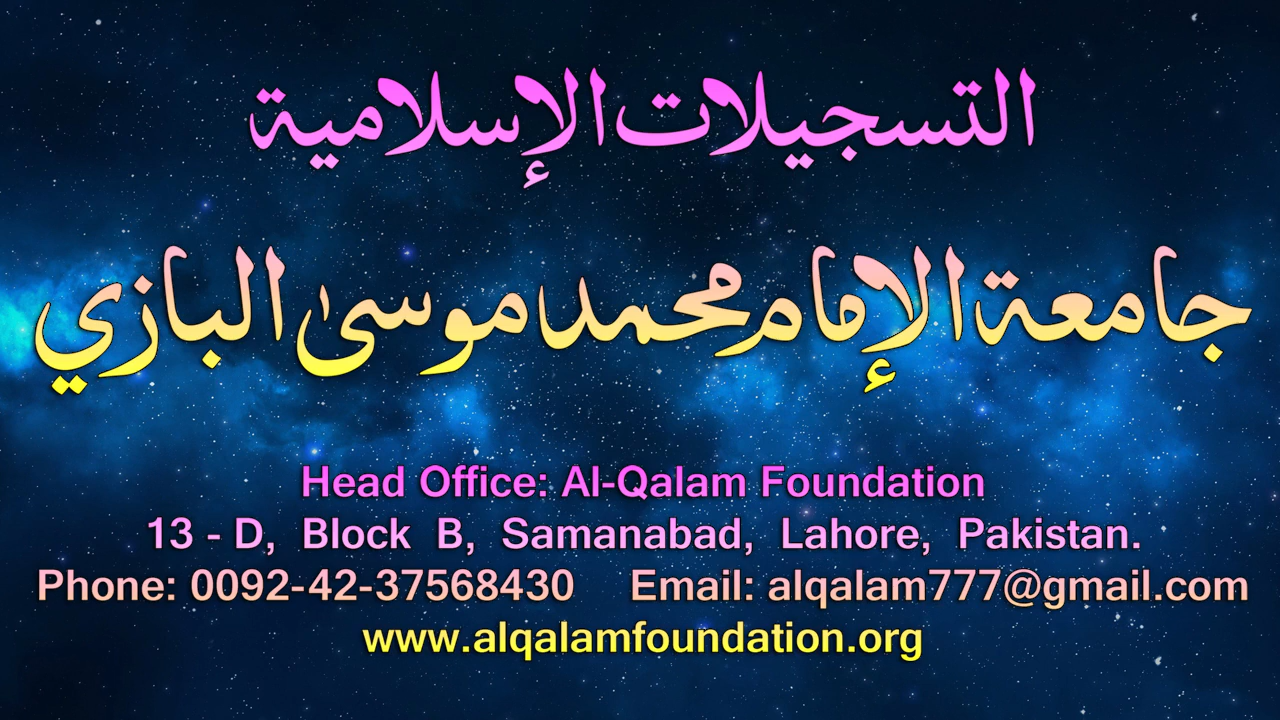 التسجيلات الإسلامية
جامعة الإمام محمد موسىٰ البازي
Head Office: Al-Qalam Foundation
13 - D, Block B, Samanabad, Lahore, Pakistan.
Phone: 0092-42-37568430 Email: alqalam777@gmail.com
www.alqalamfoundation.org